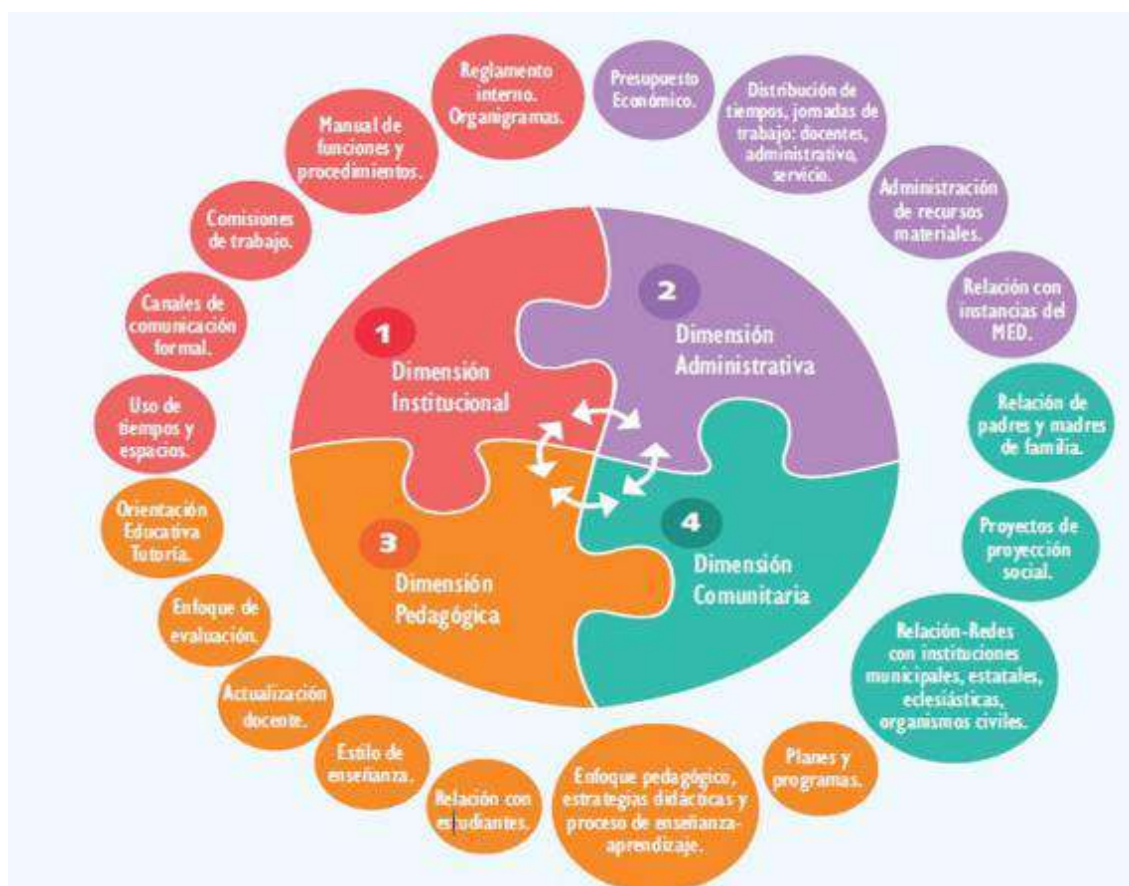 Reglamento
interno.
Organigramas.
Presupuesto
Económico.
Distribución de
tiempos, jornadas de
trabajo: docentes,
administrativo,
servicio.
Manual de
funciones y
procedimientos.
Administración
de recursos
materiales.
Comisiones
de trabajo.
Relación con
instancias del
MED.
Canales de
comunicación
formal.
Uso de
tiempos y
espacios.
Relación de
padres y madres
de familia.
1
Dimensión
Institucional
2
Dimensión
Administrativa
3
Dimensión
Pedagógica
4
Dimensión
Comunitaria
Orientación
Educativa
Tutoría.
Proyectos de
proyección
social.
Enfoque de
evaluación.
Relación-Redes
con instituciones
municipales, estatales,
eclesiásticas,
organismos civiles.
Actualización
docente.
Estilo de
enseñanza.
Relación con
estudiantes.
Enfoque pedagógico,
estrategias didácticas y
proceso de enseñanza-
aprendizaje.
Planes y
programas.